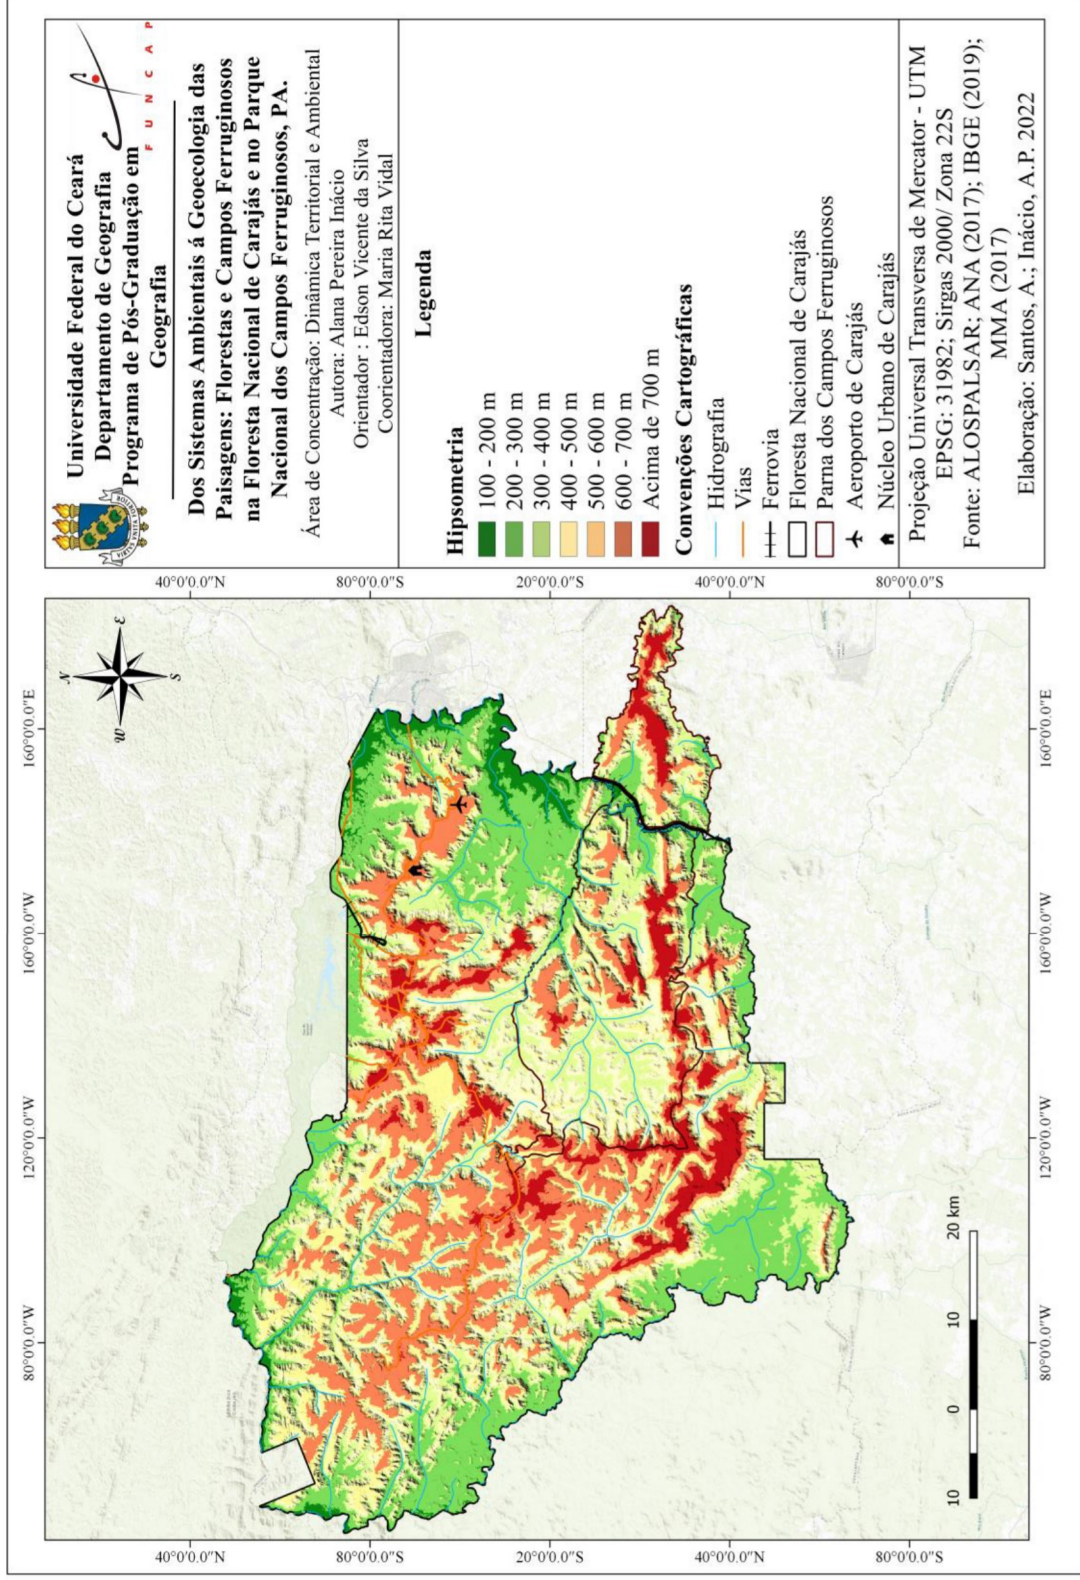 Universidade Federal do Ceará
Departamento de Geografia
Programa de Pós-Graduação em
Geografia
FUNCAP
Dos Sistemas Ambientais á Geoecologia das
Paisagens: Florestas e Campos Ferruginosos
na Floresta Nacional de Carajás e no Parque
Nacional dos Campos Ferruginosos, PA.
Área de Concentração: Dinâmica Territorial e Ambiental
Autora: Alana Pereira Inácio
Orientador : Edson Vicente da Silva
Coorientadora: Maria Rita Vidal
Legenda
Hipsometria
100 - 200 m
200 - 300 m
300 - 400 m
400 - 500 m
500 - 600 m
600 - 700 m
Acima de 700 m
Convenções Cartográficas
Hidrografia
Vias
Ferrovia
Floresta Nacional de Carajás
Parna dos Campos Ferruginosos
Aeroporto de Carajás
Núcleo Urbano de Carajás
Projeção Universal Transversa de Mercator - UTM
EPSG: 31982; Sirgas 2000/ Zona 22S
Fonte: ALOSPALSAR; ANA (2017); IBGE (2019);
MMA (2017)
Elaboração: Santos, A.; Inácio, A.P. 2022
80°0'0.0"W
120°0'0.0"W
160°0'0.0"W
160°0'0.0"E
40°0'0.0"N
80°0'0.0"S
20°0'0.0"S
40°0'0.0"S
80°0'0.0"S
N
W
E
S
40°0'0.0"N
80°0'0.0"S
20°0'0.0"S
40°0'0.0"S
80°0'0.0"S
10 0 10 20 km
80°0'0.0"W
120°0'0.0"W
160°0'0.0"W
160°0'0.0"E